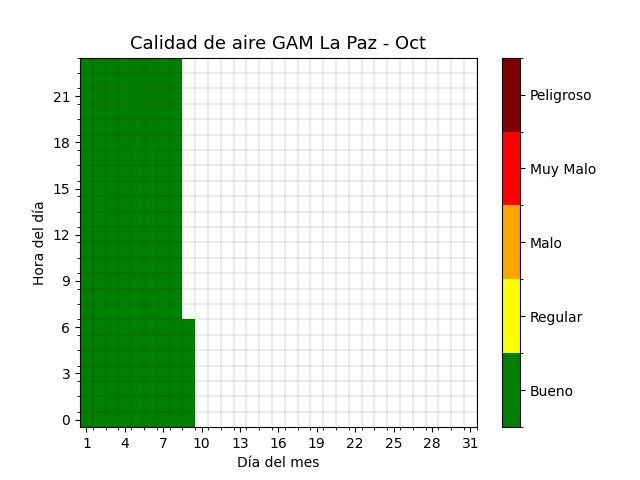 Calidad de aire GAM La Paz - Oct
Hora del día
21
18
15
12
9
6
3
0
1 4 7 10 13 16 19 22 25 28 31
Día del mes
Peligroso
Muy Malo
Malo
Regular
Bueno